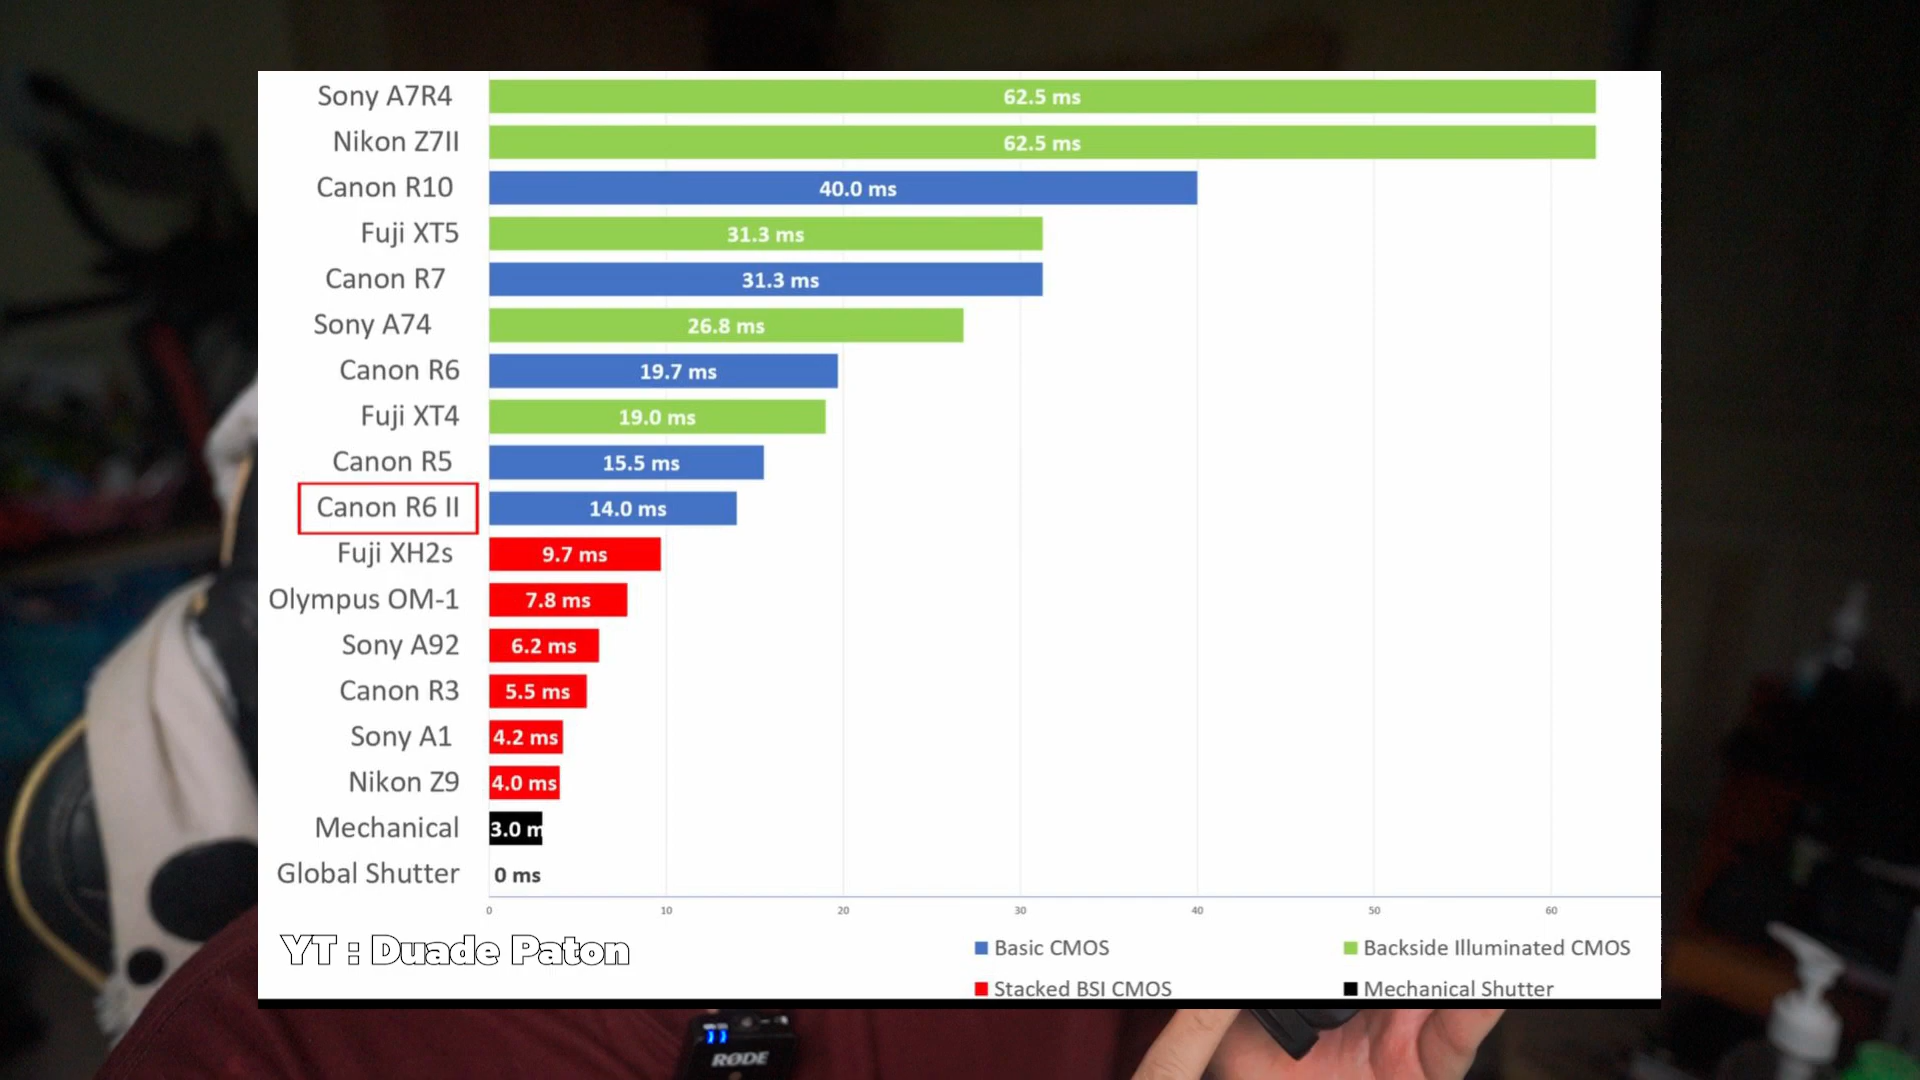 Sony A7R4 62.5 ms
Nikon Z7II 62.5 ms
Canon R10 40.0 ms
Fuji XT5 31.3 ms
Canon R7 31.3 ms
Sony A74 26.8 ms
Canon R6 19.7 ms
Fuji XT4 19.0 ms
Canon R5 15.5 ms
Canon R6 II 14.0 ms
Fuji XH2s 9.7 ms
Olympus OM-1 7.8 ms
Sony A92 6.2 ms
Canon R3 5.5 ms
Sony A1 4.2 ms
Nikon Z9 4.0 ms
Mechanical 3.0 m
Global Shutter 0 ms
0 10 20 30 40 50 60
YT : Duade Paton
Basic CMOS Backside Illuminated CMOS
Stacked BSI CMOS Mechanical Shutter
RØDE